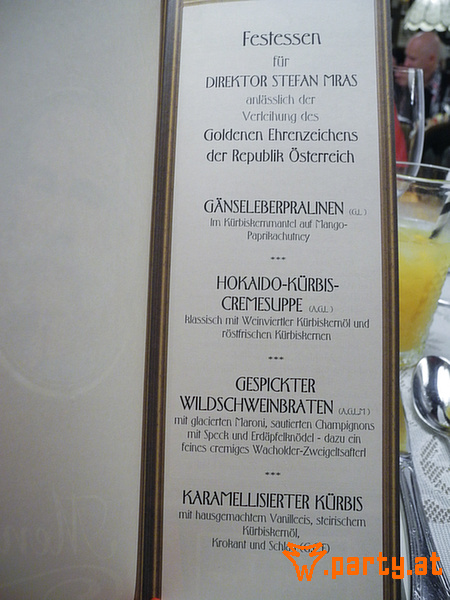 Festessen
für
DIREKTOR STEFAN MRAS
anlässlich der
Verleihung des
Goldenen Ehrenzeichens
der Republik Österreich
GÄNSELEBERPRALINEN (G,L)
Im Kürbiskernmantel auf Mango-
Paprikachutney
***
HOKAIDO-KÜRBIS-
CREMESUPPE (A,G,L)
klassisch mit Weinviertler Kürbiskernöl und
röstfrischen Kürbiskernen
***
GESPICKTER
WILDSCHWEINBRATEN (A,G,L,M)
mit glacierten Maroni, sautierten Champignons
mit Speck und Erdäpfelknödel - dazu ein
feines cremiges Wacholder-Zweigeltsafterl
***
KARAMELLISIERTER KÜRBIS
mit hausgemachtem Vanilleeis, steirischem
Kürbiskernöl,
Krokant und
w.party.at